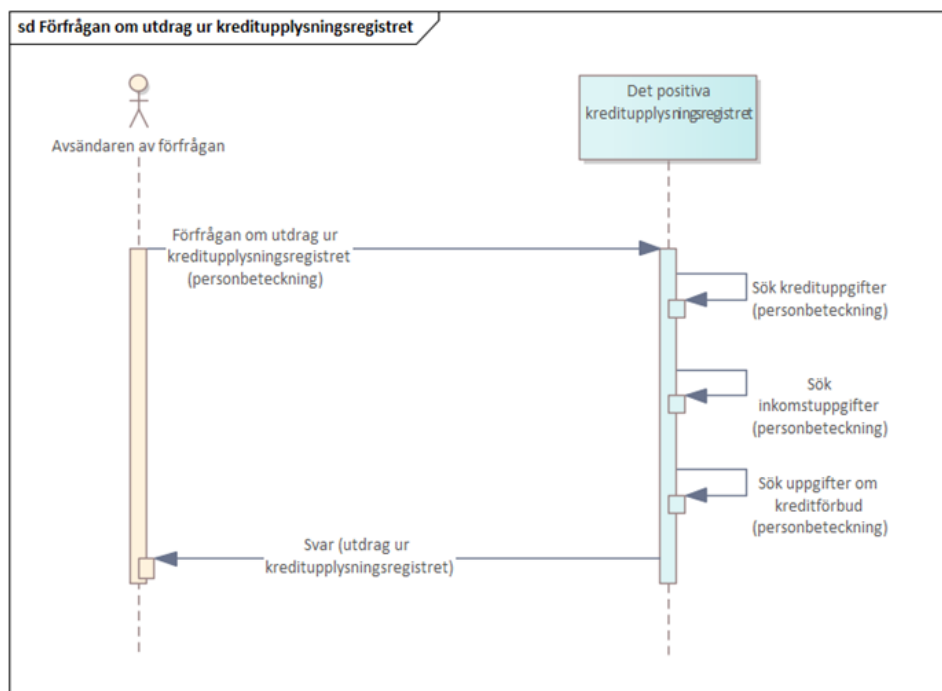 sd Förfrågan om utdrag ur kreditupplysningsregistret
Avsändaren av förfrågan
Det positiva
kreditupplysningsregistret
Förfrågan om utdrag ur
kreditupplysningsregistret
(personbeteckning)
Sök kredituppgifter
(personbeteckning)
Sök
inkomstuppgifter
(personbeteckning)
Sök uppgifter om
kreditförbud
(personbeteckning)
Svar (utdrag ur
kreditupplysningsregistret)